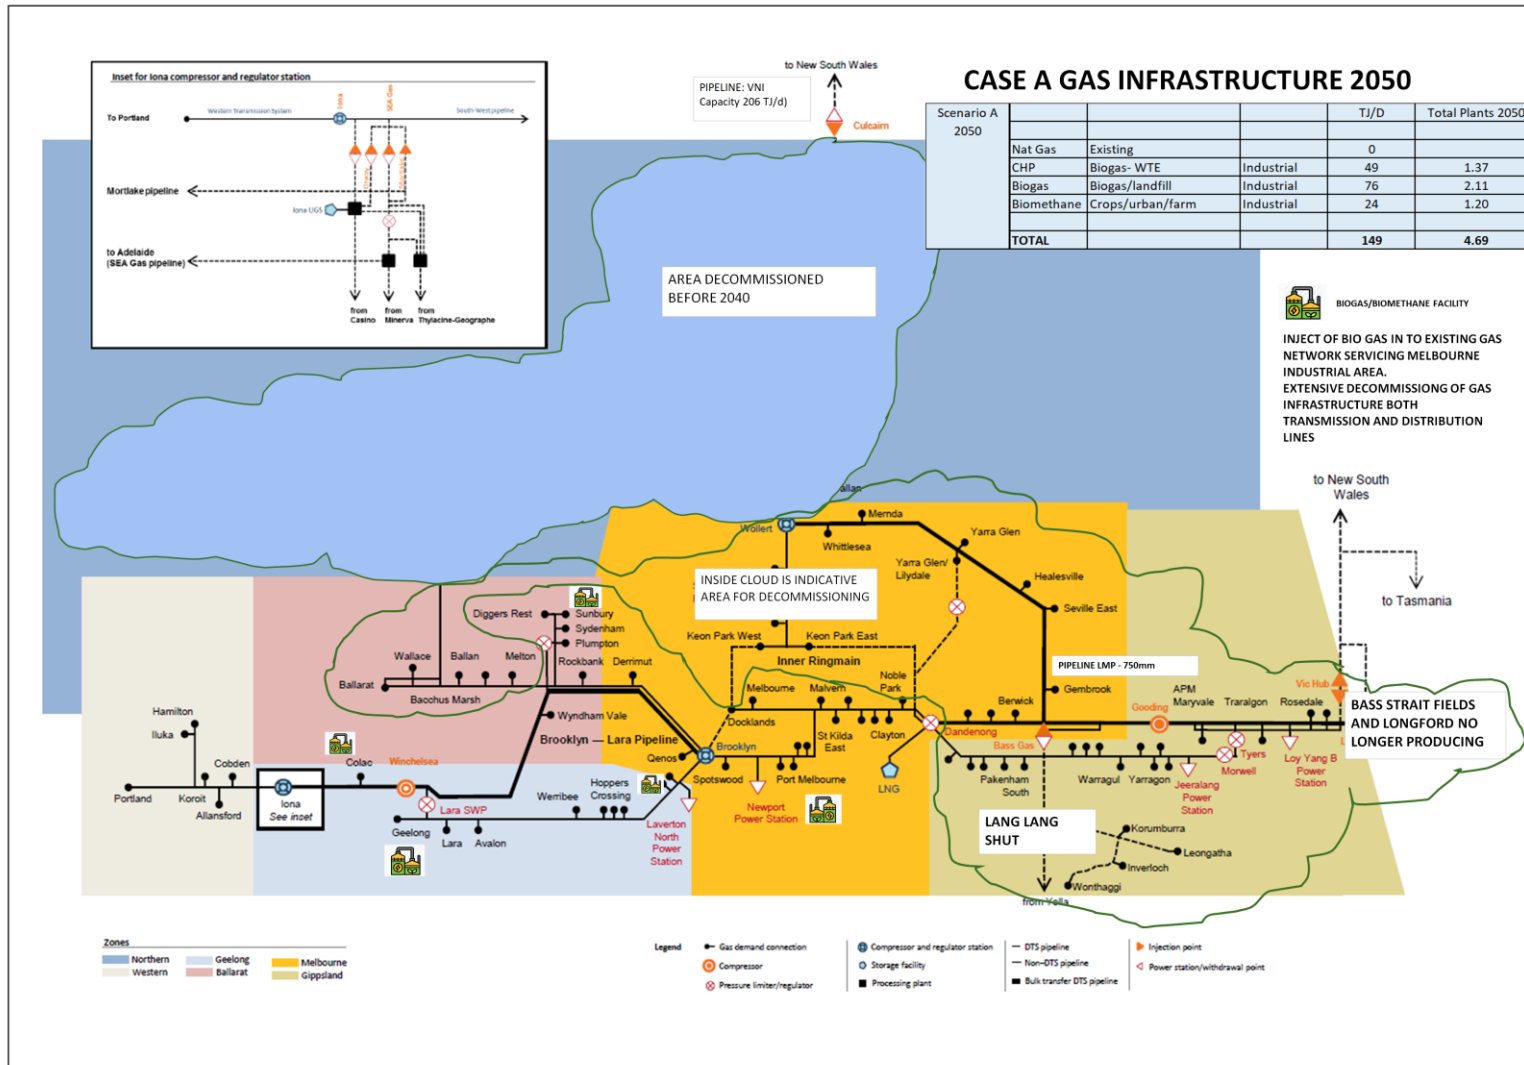 Inset for Iona compressor and regulator station
Western Transmission System
Iona
SEA Gas
South-West pipeline
To Portland
Mortlake pipeline
Iona UGS
to Adelaide
(SEA Gas pipeline)
from
Casino
from
Minerva
from
Thylacine-Geographe
to New South Wales
PIPELINE: VNI
Capacity 206 TJ/d)
Culcairn
CASE A GAS INFRASTRUCTURE 2050
Scenario A
2050
TJ/D Total Plants 2050
Nat Gas Existing 0
CHP Biogas- WTE Industrial 49 1.37
Biogas Biogas/landfill Industrial 76 2.11
Biomethane Crops/urban/farm Industrial 24 1.20
TOTAL 149 4.69
AREA DECOMMISSIONED
BEFORE 2040
BIOGAS/BIOMETHANE FACILITY
INJECT OF BIO GAS IN TO EXISTING GAS
NETWORK SERVICING MELBOURNE
INDUSTRIAL AREA.
EXTENSIVE DECOMMISSIONG OF GAS
INFRASTRUCTURE BOTH
TRANSMISSION AND DISTRIBUTION
LINES
to New South
Wales
to Tasmania
Wollert
Mernda
Whittlesea
Yarra Glen
Yarra Glen/
Lilydale
Healesville
Seville East
INSIDE CLOUD IS INDICATIVE
AREA FOR DECOMMISSIONING
Keon Park West
Keon Park East
Inner Ringmain
PIPELINE LMP - 750mm
Gembrook
Diggers Rest
Sunbury
Sydenham
Plumpton
Wallace
Ballan
Melton
Rockbank
Derrimut
Ballarat
Bacchus Marsh
Melbourne
Malvern
Noble
Park
Berwick
Gooding
APM
Maryvale
Traralgon
Rosedale
Vic Hub
BASS STRAIT FIELDS
AND LONGFORD NO
LONGER PRODUCING
Hamilton
Iluka
Wyndham Vale
Brooklyn — Lara Pipeline
Docklands
St Kilda
East
Clayton
Dandenong
Bass Gas
Tyers
Morwell
Loy Yang B
Power
Station
Cobden
Colac
Winchelsea
Qenos
Brooklyn
Spotswood
Port Melbourne
LNG
Pakenham
South
Warragul
Yarragon
Jeeralang
Power
Station
Portland
Koroit
Allansford
Iona
See inset
Lara SWP
Werribee
Hoppers
Crossing
Newport
Power Station
Geelong
Lara
Avalon
Laverton
North
Power
Station
LANG LANG
SHUT
Korumburra
Leongatha
Inverloch
Wonthaggi
from Yolla
Zones
Northern
Geelong
Melbourne
Western
Ballarat
Gippsland
Legend
Gas demand connection
Compressor
Pressure limiter/regulator
Compressor and regulator station
Storage facility
Processing plant
DTS pipeline
Non–DTS pipeline
Bulk transfer DTS pipeline
Injection point
Power station/withdrawal point